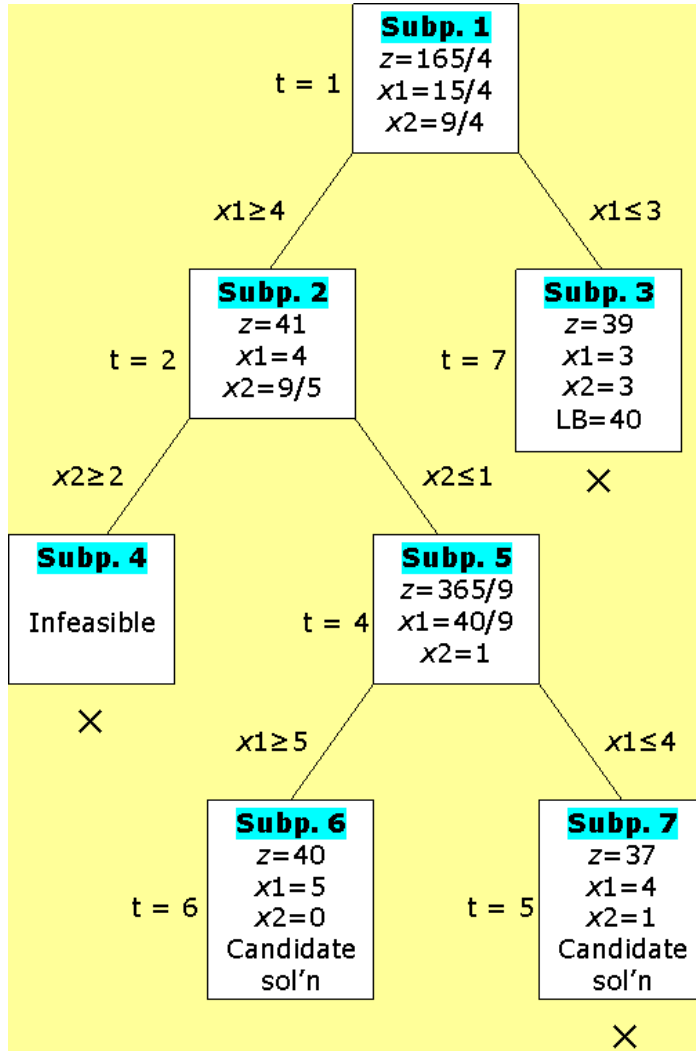 Subp. 1
z=165/4
t = 1
x1=15/4
x2=9/4
x1≥4
x1≤3
Subp. 2
z=41
t = 2
x1=4
x2=9/5
Subp. 3
z=39
t = 7
x1=3
x2=3
LB=40
×
x2≥2
x2≤1
Subp. 4
Infeasible
×
Subp. 5
z=365/9
t = 4
x1=40/9
x2=1
x1≥5
x1≤4
Subp. 6
z=40
x1=5
t = 6
x2=0
Candidate
sol’n
Subp. 7
z=37
x1=4
t = 5
x2=1
Candidate
sol’n
×